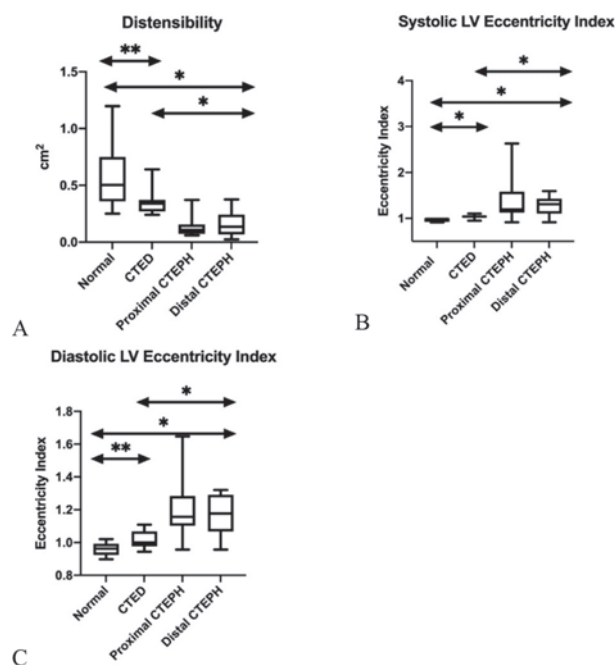 Distensibility
**
*
*
1.5
1.0
0.5
0.0
cm²
Normal
CTED
Proximal CTEPH
Distal CTEPH
A
Systolic LV Eccentricity Index
*
*
*
4
3
2
1
Eccentricity Index
Normal
CTED
Proximal CTEPH
Distal CTEPH
B
Diastolic LV Eccentricity Index
*
*
**
1.8
1.6
1.4
1.2
1.0
0.8
Eccentricity Index
Normal
CTED
Proximal CTEPH
Distal CTEPH
C